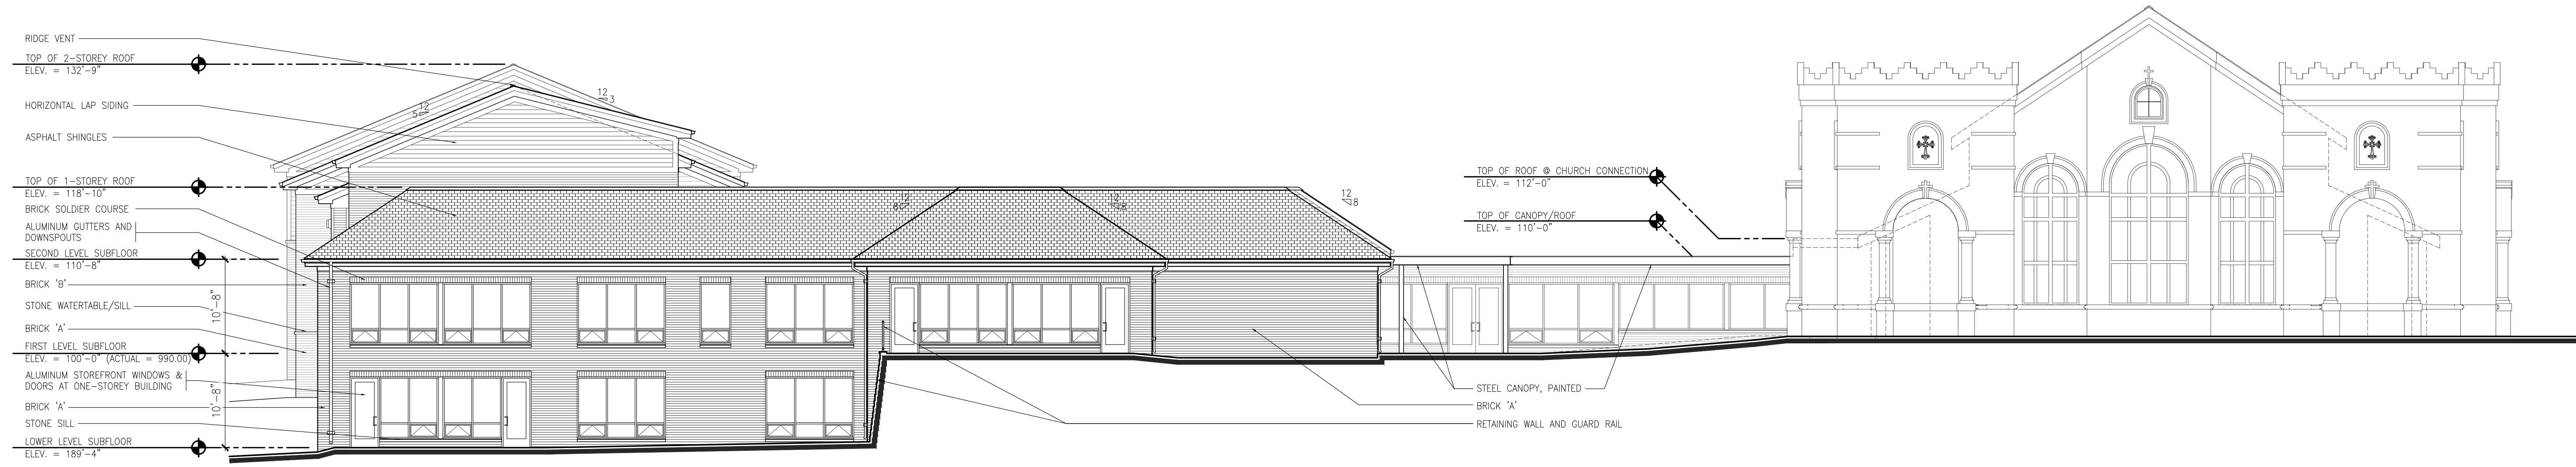 RIDGE VENT
TOP OF 2-STOREY ROOF
ELEV. = 132'-9"
HORIZONTAL LAP SIDING
ASPHALT SHINGLES
TOP OF 1-STOREY ROOF
ELEV. = 118'-10"
BRICK SOLDIER COURSE
ALUMINUM GUTTERS AND
DOWNSPOUTS
SECOND LEVEL SUBFLOOR
ELEV. = 110'-8"
BRICK 'B'
STONE WATERTABLE/SILL
BRICK 'A'
FIRST LEVEL SUBFLOOR
ELEV. = 100'-0" (ACTUAL = 990.00)
ALUMINUM STOREFRONT WINDOWS &
DOORS AT ONE-STOREY BUILDING
BRICK 'A'
STONE SILL
LOWER LEVEL SUBFLOOR
ELEV. = 189'-4"
10'-8"
10'-8"
12
5
12
3
12
8
12
8
12
8
TOP OF ROOF @ CHURCH CONNECTION
ELEV. = 112'-0"
TOP OF CANOPY/ROOF
ELEV. = 110'-0"
STEEL CANOPY, PAINTED
BRICK 'A'
RETAINING WALL AND GUARD RAIL